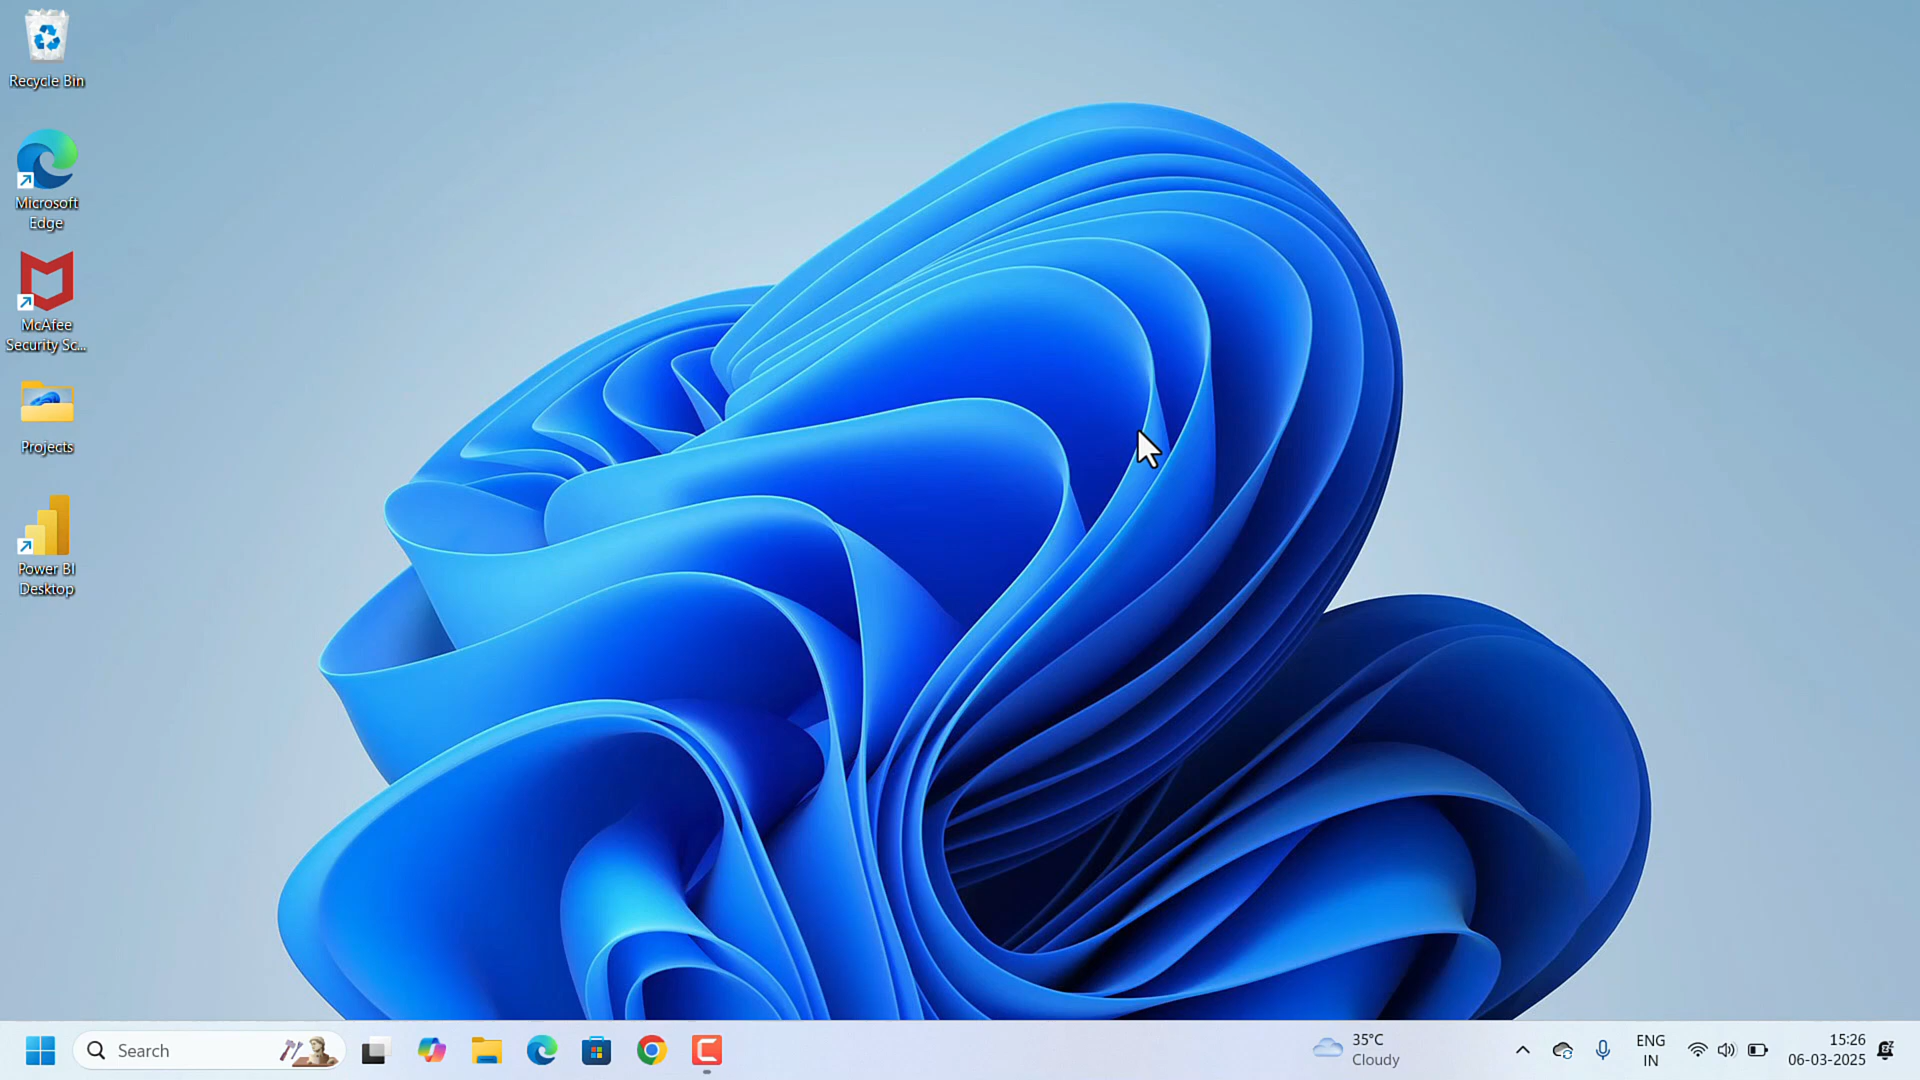 Recycle Bin
Microsoft
Edge
McAfee
Security Sc...
Projects
Power BI
Desktop
Search
35°C
Cloudy
ENG
IN
15:26
06-03-2025